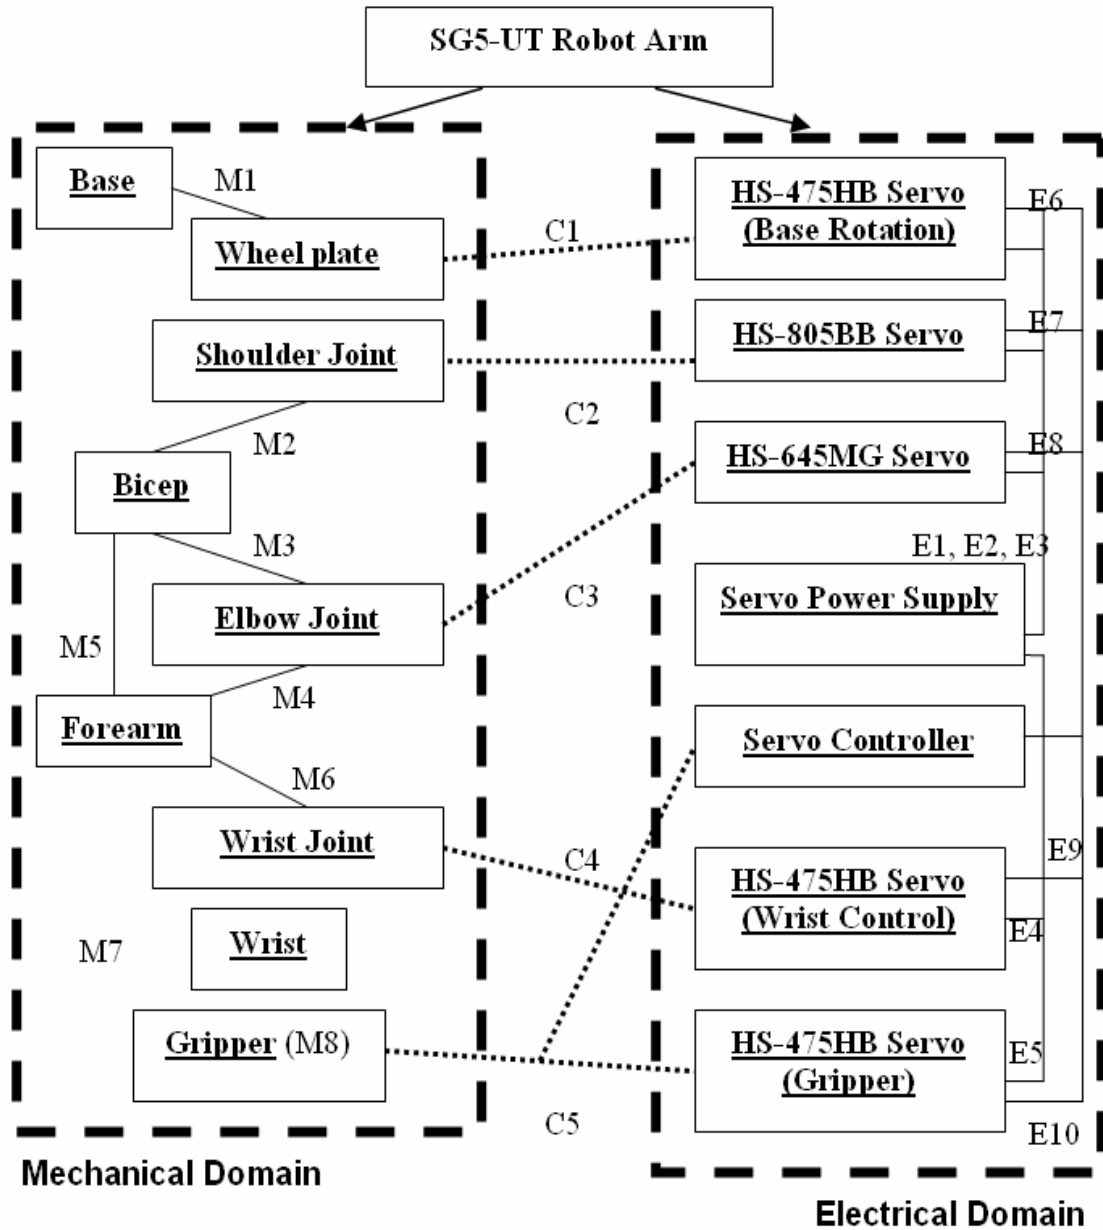 SG5-UT Robot Arm
Base
M1
Wheel plate
C1
Shoulder Joint
C2
M2
Bicep
M3
C3
Elbow Joint
M5
M4
Forearm
M6
Wrist Joint
C4
Wrist
M7
Gripper (M8)
C5
Mechanical Domain
HS-475HB Servo
(Base Rotation)
E6
HS-805BB Servo
E7
HS-645MG Servo
E8
E1, E2, E3
Servo Power Supply
Servo Controller
E9
HS-475HB Servo
(Wrist Control)
E4
HS-475HB Servo
(Gripper)
E5
E10
Electrical Domain